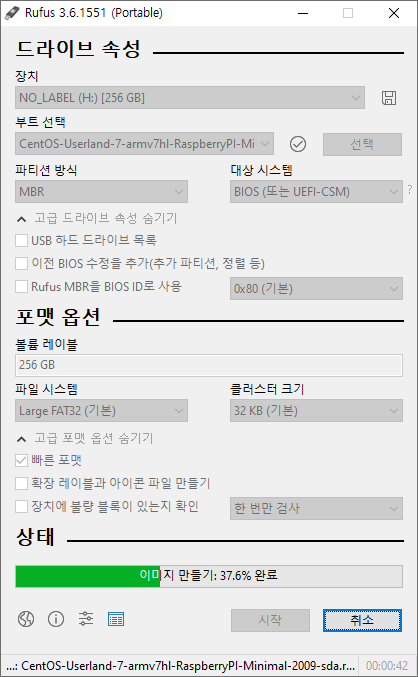 Rufus 3.6.1551 (Portable)
드라이브 속성
장치
NO_LABEL (H:) [256 GB]
부트 선택
CentOS-Userland-7-armv7hl-RaspberryPI-Mi
선택
파티션 방식 대상 시스템
MBR BIOS (또는 UEFI-CSM) ?
고급 드라이브 속성 숨기기
USB 하드 드라이브 목록
이전 BIOS 수정을 추가(추가 파티션, 정렬 등)
Rufus MBR을 BIOS ID로 사용 0x80 (기본)
포맷 옵션
볼륨 레이블
256 GB
파일 시스템 클러스터 크기
Large FAT32 (기본) 32 KB (기본)
고급 포맷 옵션 숨기기
빠른 포맷
확장 레이블과 아이콘 파일 만들기
장치에 불량 블록이 있는지 확인 한 번만 검사
상태
이미지 만들기: 37.6% 완료
시작 취소
...: CentOS-Userland-7-armv7hl-RaspberryPI-Minimal-2009-sda.r... 00:00:42